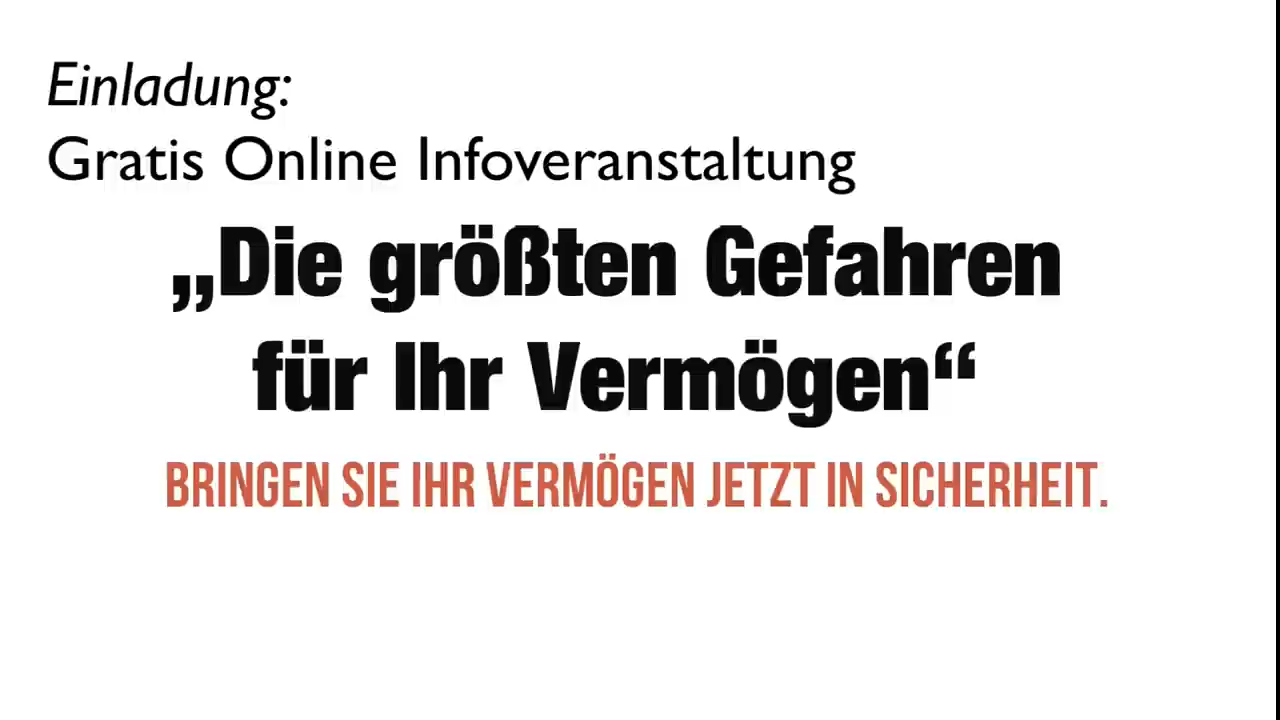 Einladung:
Gratis Online Infoveranstaltung
„Die größten Gefahren
für Ihr Vermögen“
BRINGEN SIE IHR VERMÖGEN JETZT IN SICHERHEIT.